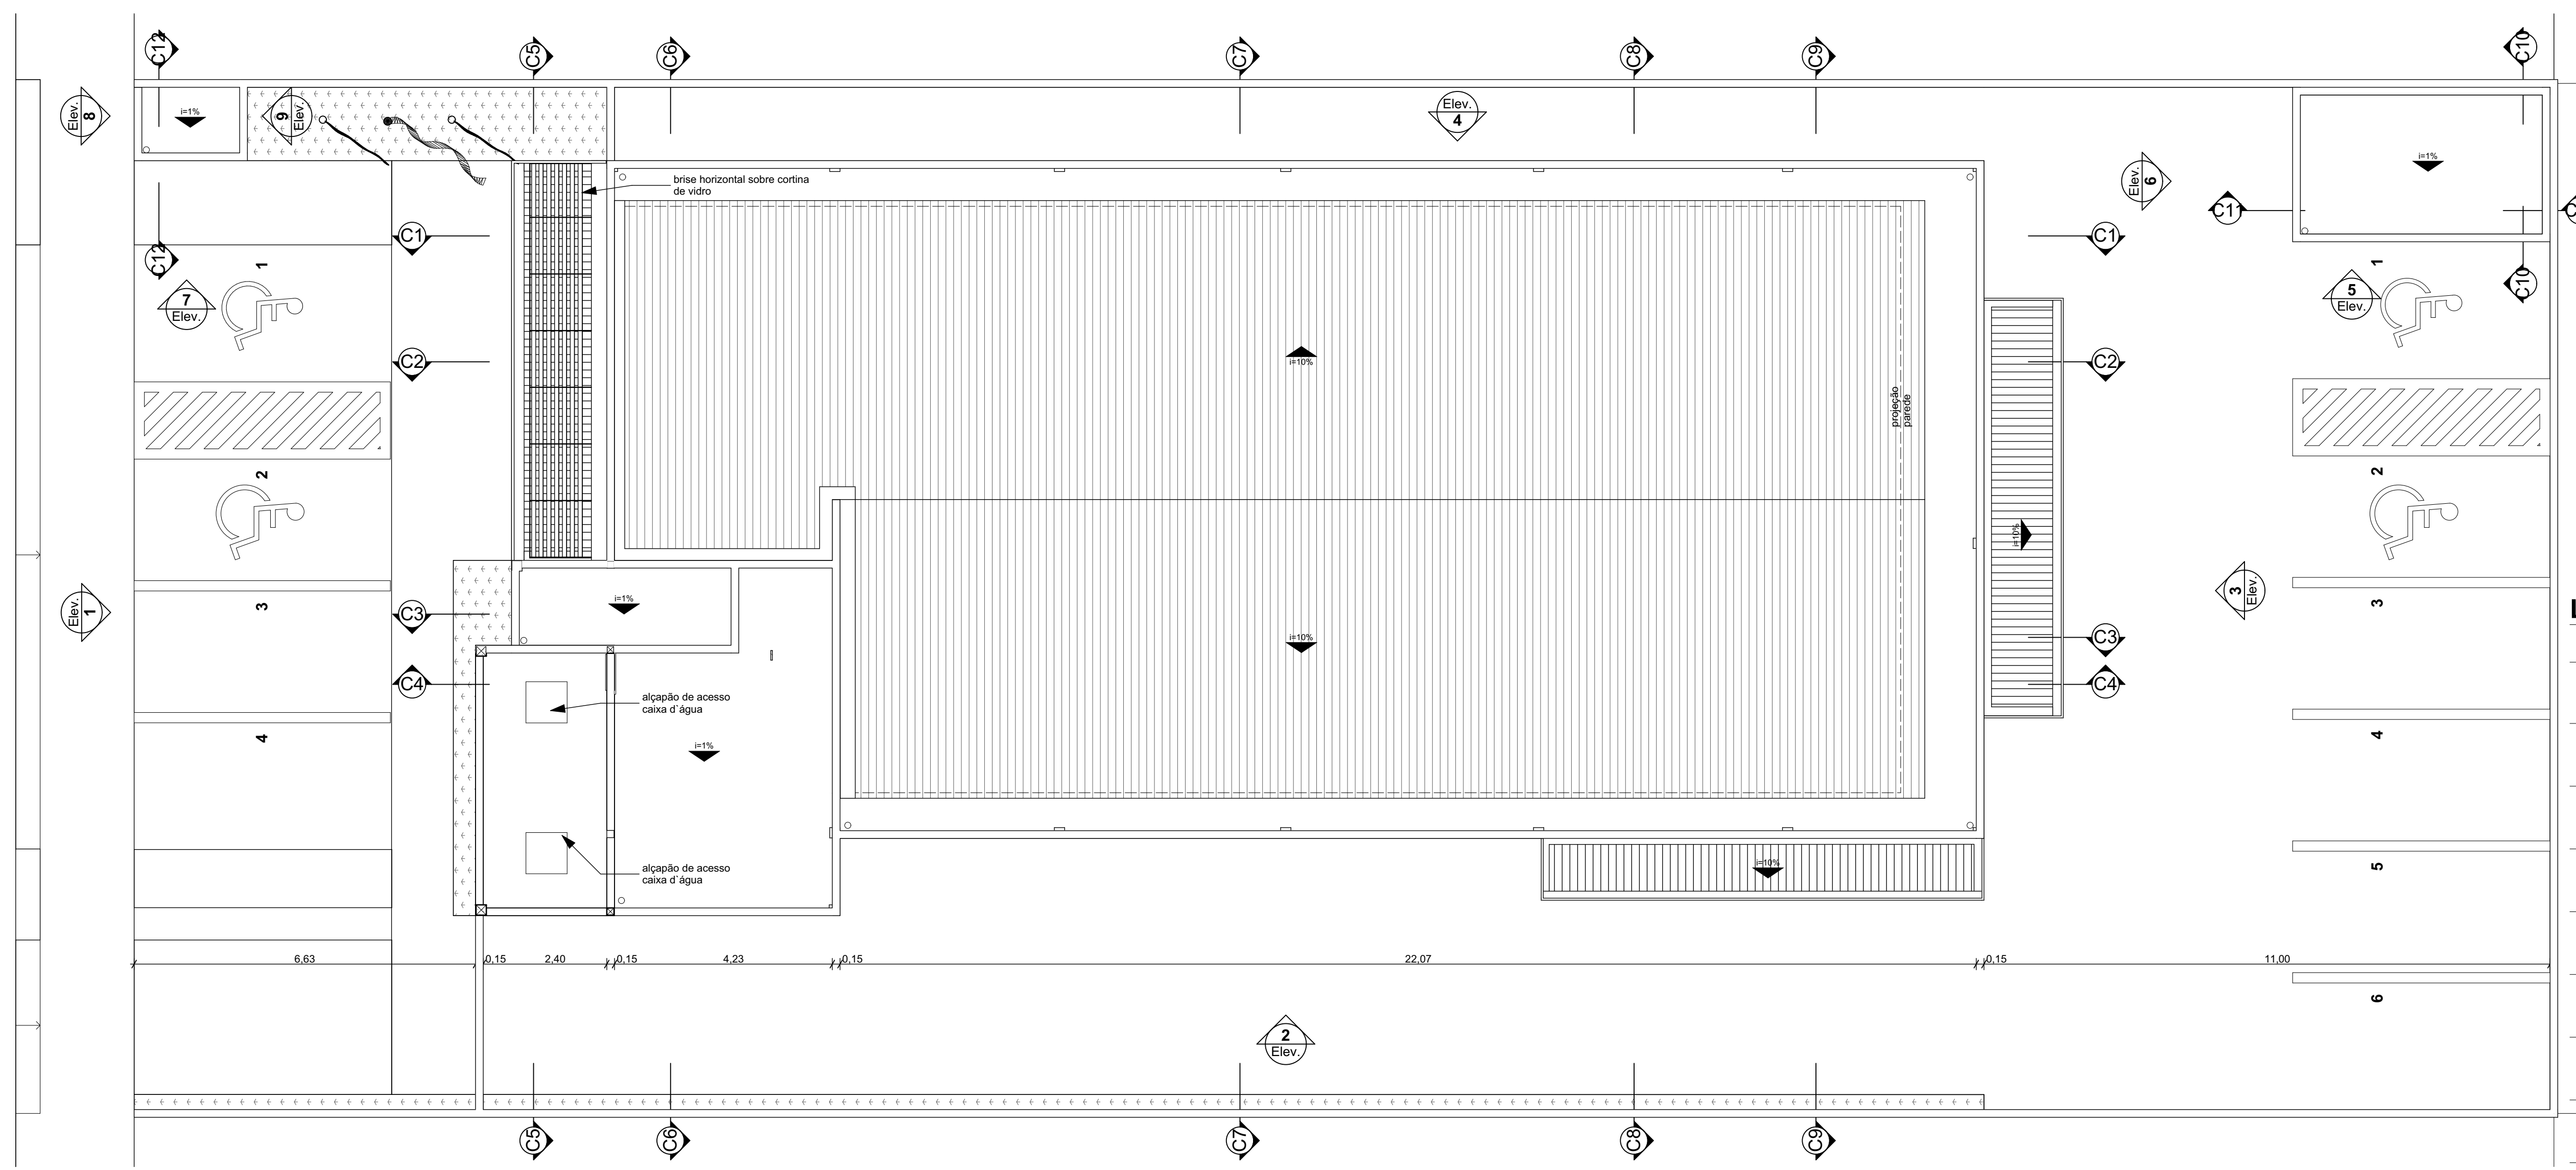 C12
C5
C6
C7
C8
C9
C10
Elev.
8
i=1%
9
Elev.
Elev.
4
brise horizontal sobre cortina
de vidro
Elev.
6
i=1%
C1
C1
C11
C12
1
7
Elev.
1
5
Elev.
C10
C2
i=10%
C2
projeção
parede
2
2
i=10%
Elev.
1
3
C3
i=1%
i=10%
C3
3
Elev.
3
C4
C4
alçapão de acesso
caixa d`água
4
i=1%
4
alçapão de acesso
caixa d`água
i=10%
5
6,63
0,15
2,40
0,15
4,23
0,15
22,07
0,15
11,00
6
2
Elev.
C5
C6
C7
C8
C9